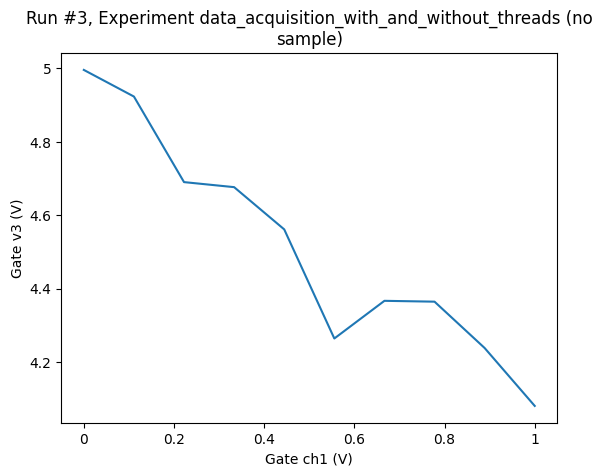 Run #3, Experiment data_acquisition_with_and_without_threads (no
sample)
5
4.8
4.6
4.4
4.2
Gate v3 (V)
0
0.2
0.4
0.6
0.8
1
Gate ch1 (V)